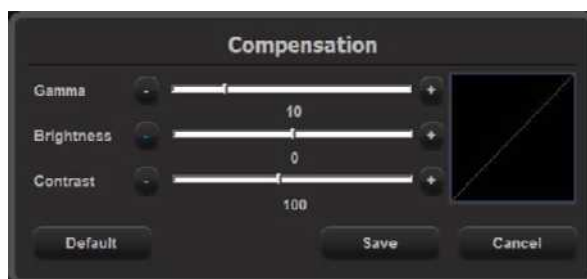 Compensation
Gamma - +
10
Brightness - +
0
Contrast - +
100
Default Save Cancel